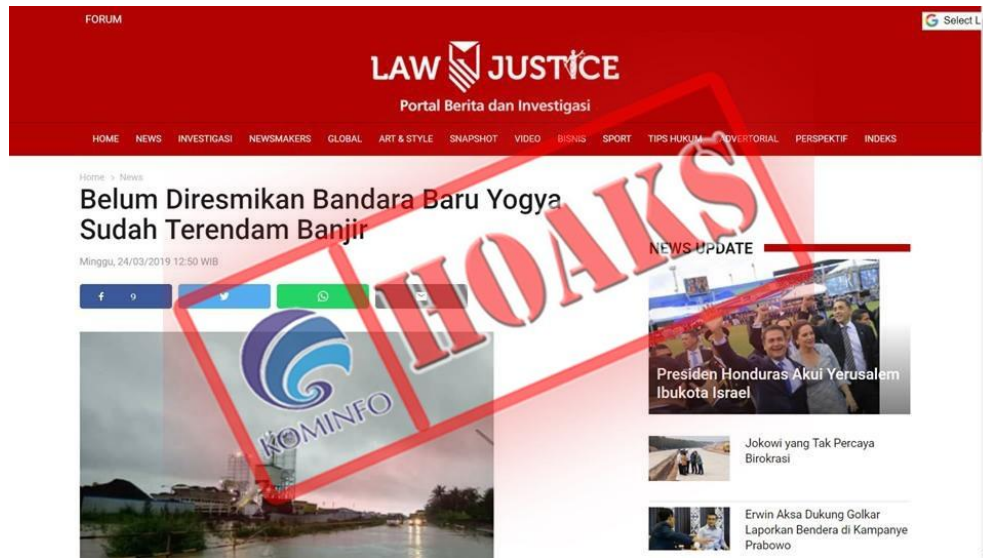 FORUM
Select L
LAW JUSTICE
Portal Berita dan Investigasi
HOME NEWS INVESTIGASI NEWSMAKERS GLOBAL ART & STYLE SNAPSHOT VIDEO BISNIS SPORT TIPS HUKUM ADVERTORIAL PERSPEKTIF INDEKS
Home > News
Belum Diresmikan Bandara Baru Yogya
Sudah Terendam Banjir
Minggu, 24/03/2019 12:50 WIB
f 9
HOAKS
KOMINFO
NEWS UPDATE
Presiden Honduras Akui Yerusalem
Ibukota Israel
Jokowi yang Tak Percaya
Birokrasi
Erwin Aksa Dukung Golkar
Laporkan Bendera di Kampanye
Prabowo